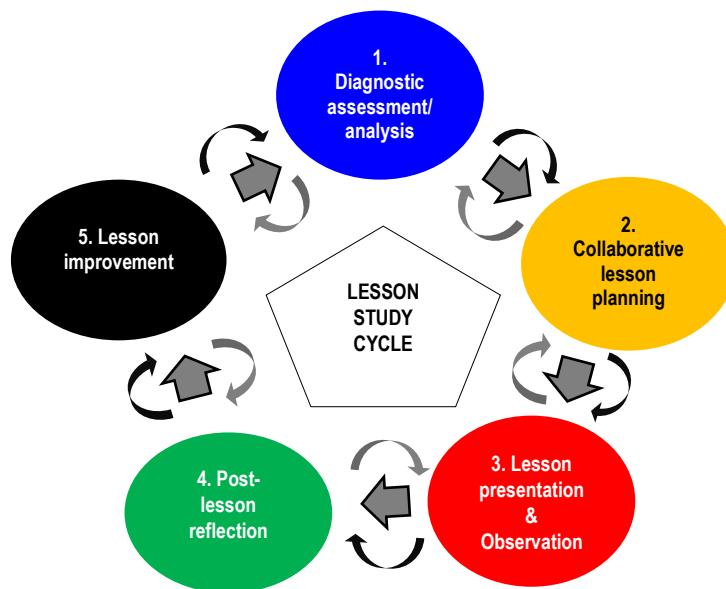 1.
Diagnostic
assessment/
analysis
2.
Collaborative
lesson
planning
3. Lesson
presentation
&
Observation
4. Post-
lesson
reflection
5. Lesson
improvement
LESSON
STUDY
CYCLE